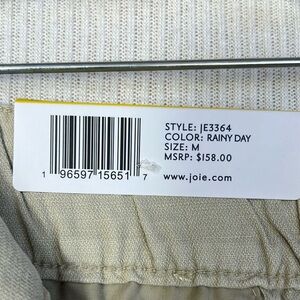 STYLE: JE3364
COLOR: RAINY DAY
SIZE: M
MSRP: $158.00
www.joie.com
1 96597 15651 7